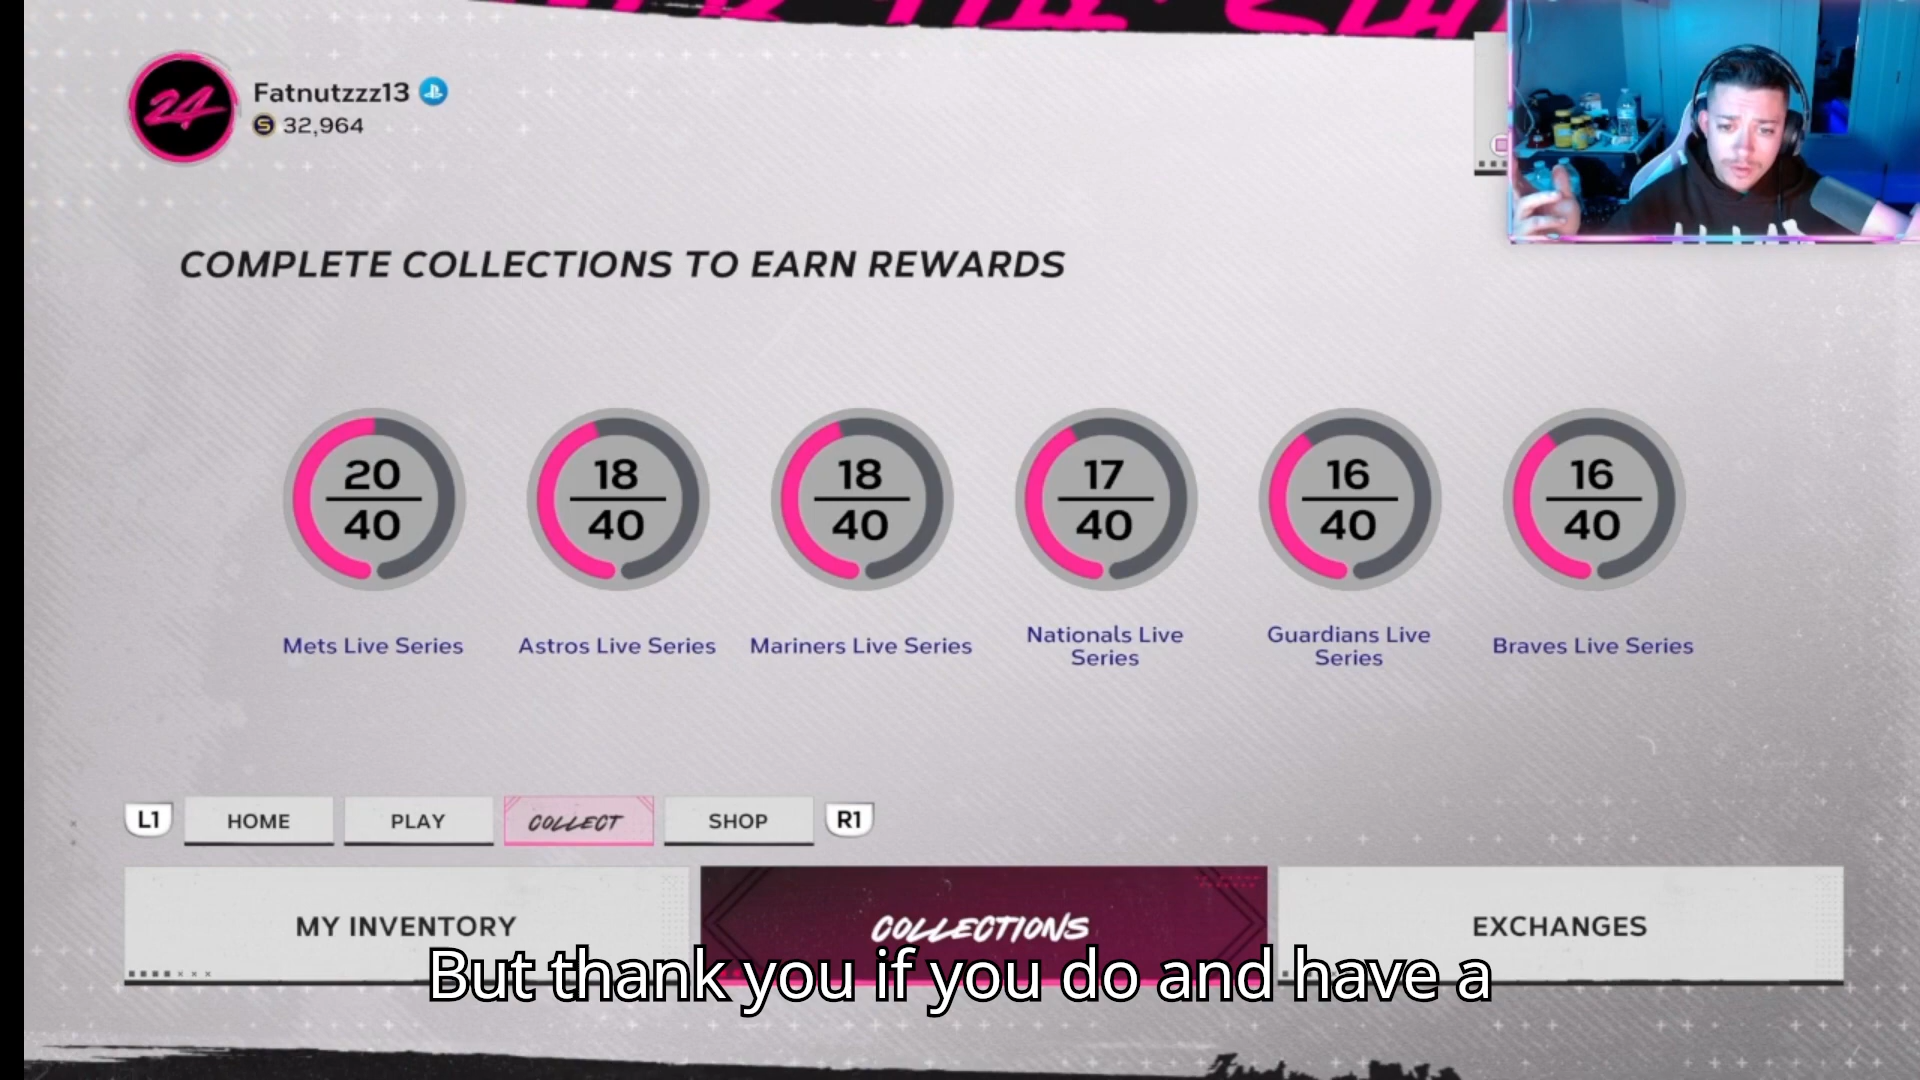 24
Fatnutzzz13
32,964
COMPLETE COLLECTIONS TO EARN REWARDS
20
40
18
40
18
40
17
40
16
40
16
40
Mets Live Series
Astros Live Series
Mariners Live Series
Nationals Live
Series
Guardians Live
Series
Braves Live Series
L1
HOME
PLAY
COLLECT
SHOP
R1
MY INVENTORY
COLLECTIONS
EXCHANGES
But thank you if you do and have a